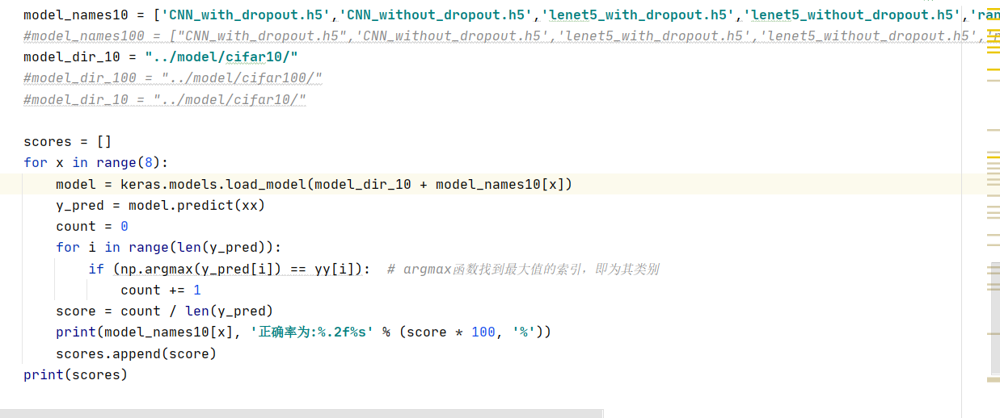 model_names10 = ['CNN_with_dropout.h5','CNN_without_dropout.h5','lenet5_with_dropout.h5','lenet5_without_dropout.h5','ran
#model_names100 = ["CNN_with_dropout.h5",'CNN_without_dropout.h5','lenet5_with_dropout.h5','lenet5_without_dropout.h5','r
model_dir_10 = "../model/cifar10/"
#model_dir_100 = "../model/cifar100/"
#model_dir_10 = "../model/cifar10/"
scores = []
for x in range(8):
    model = keras.models.load_model(model_dir_10 + model_names10[x])
    y_pred = model.predict(xx)
    count = 0
    for i in range(len(y_pred)):
        if (np.argmax(y_pred[i]) == yy[i]):  # argmax函数找到最大值的索引，即为其类别
            count += 1
    score = count / len(y_pred)
    print(model_names10[x], '正确率为:%.2f%s' % (score * 100, '%'))
    scores.append(score)
print(scores)